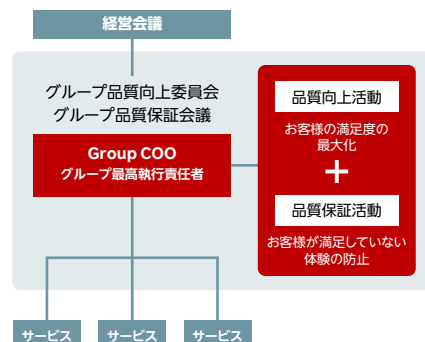 経営会議
グループ品質向上委員会
グループ品質保証会議
Group COO
グループ最高執行責任者
品質向上活動
お客様の満足度の
最大化
+
品質保証活動
お客様が満足していない
体験の防止
サービス
サービス
サービス